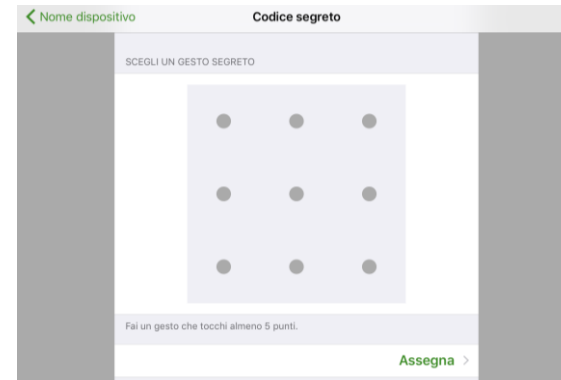 Nome dispositivo
Codice segreto
SCEGLI UN GESTO SEGRETO
Fai un gesto che tocchi almeno 5 punti.
Assegna